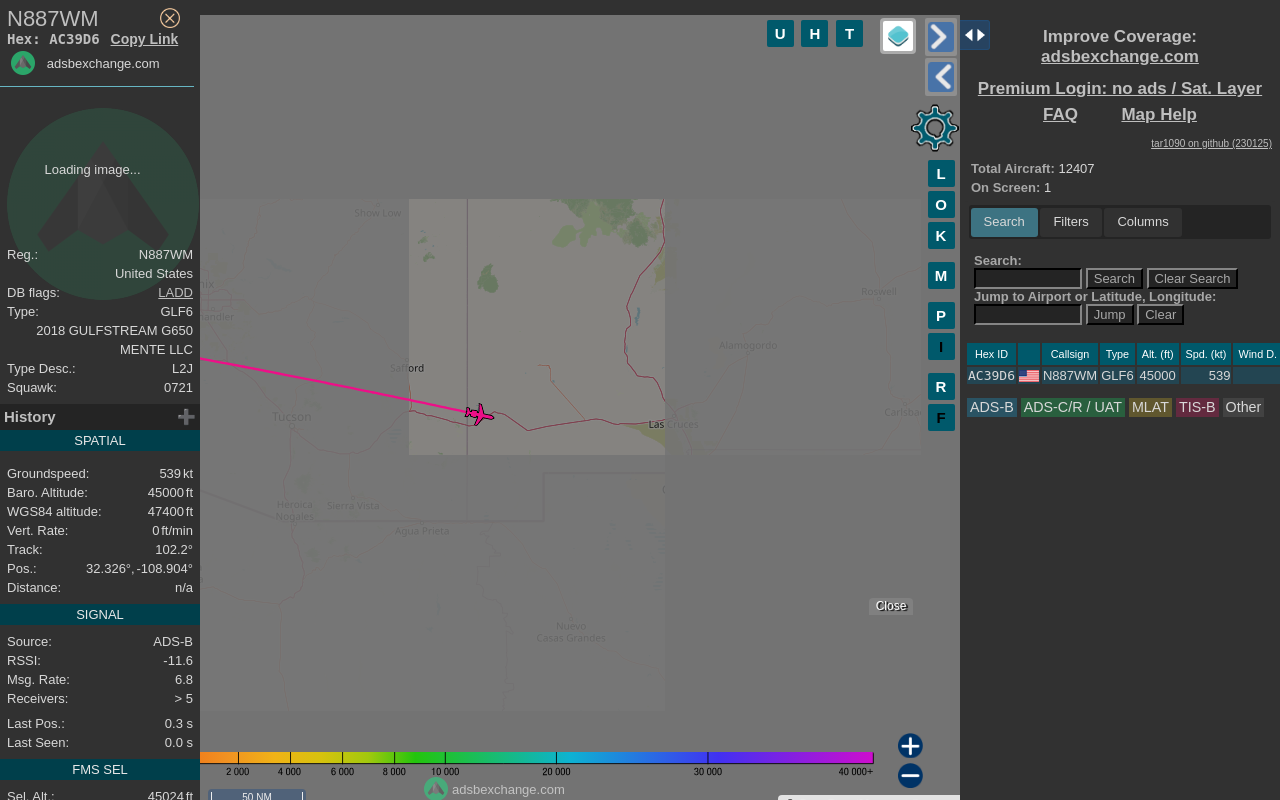 N887WM
Hex: AC39D6 Copy Link
adsbexchange.com
Loading image...
Reg.: N887WM
United States
DB flags: LADD
Type: GLF6
2018 GULFSTREAM G650
MENTE LLC
Type Desc.: L2J
Squawk: 0721
History
SPATIAL
Groundspeed: 539 kt
Baro. Altitude: 45000 ft
WGS84 altitude: 47400 ft
Vert. Rate: 0 ft/min
Track: 102.2°
Pos.: 32.326°, -108.904°
Distance: n/a
SIGNAL
Source: ADS-B
RSSI: -11.6
Msg. Rate: 6.8
Receivers: > 5
Last Pos.: 0.3 s
Last Seen: 0.0 s
FMS SEL
Sel. Alt.: 45024 ft
U H T
L
O
K
M
P
I
R
F
Show Low
nix
handler
Roswell
Alamogordo
Safford
Tucson
Las Cruces
Carlsba
Heroica
Nogales
Sierra Vista
Agua Prieta
Nuevo
Casas Grandes
Close
2 000 4 000 6 000 8 000 10 000 20 000 30 000 40 000+
adsbexchange.com
50 NM
Improve Coverage:
adsbexchange.com
Premium Login: no ads / Sat. Layer
FAQ Map Help
tar1090 on github (230125)
Total Aircraft: 12407
On Screen: 1
Search Filters Columns
Search:
Search Clear Search
Jump to Airport or Latitude, Longitude:
Jump Clear
Hex ID Callsign Type Alt. (ft) Spd. (kt) Wind D.
AC39D6 N887WM GLF6 45000 539
ADS-B ADS-C/R / UAT MLAT TIS-B Other